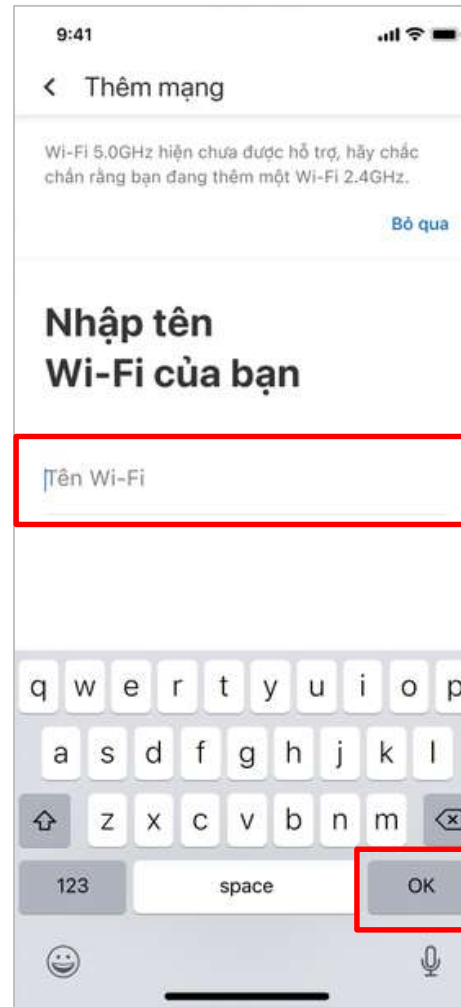 9:41
Thêm mạng
Wi-Fi 5.0GHz hiện chưa được hỗ trợ, hãy chắc
chắn rằng bạn đang thêm một Wi-Fi 2.4GHz.
Bỏ qua
Nhập tên
Wi-Fi của bạn
Tên Wi-Fi
q w e r t y u i o p
a s d f g h j k l
z x c v b n m
123 space OK